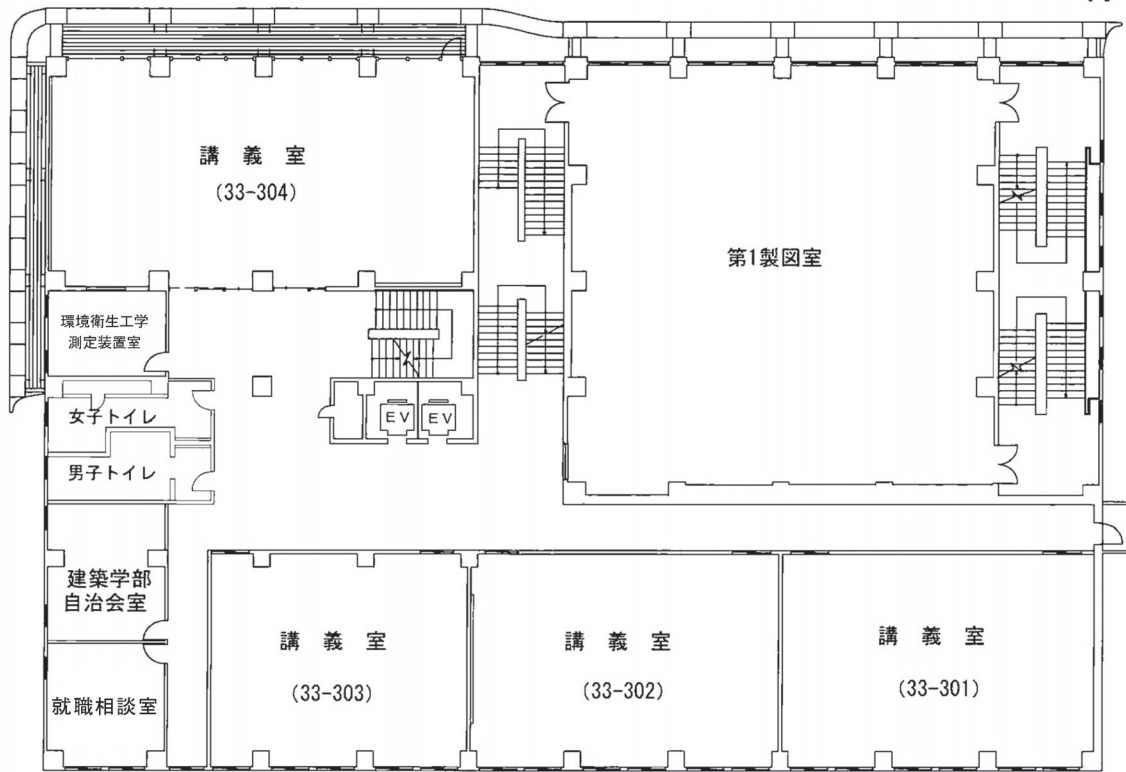 講 義 室
(33-304)
第1製図室
環境衛生工学
測定装置室
女子トイレ
EV
EV
男子トイレ
建築学部
自治会室
就職相談室
講 義 室
(33-303)
講 義 室
(33-302)
講 義 室
(33-301)